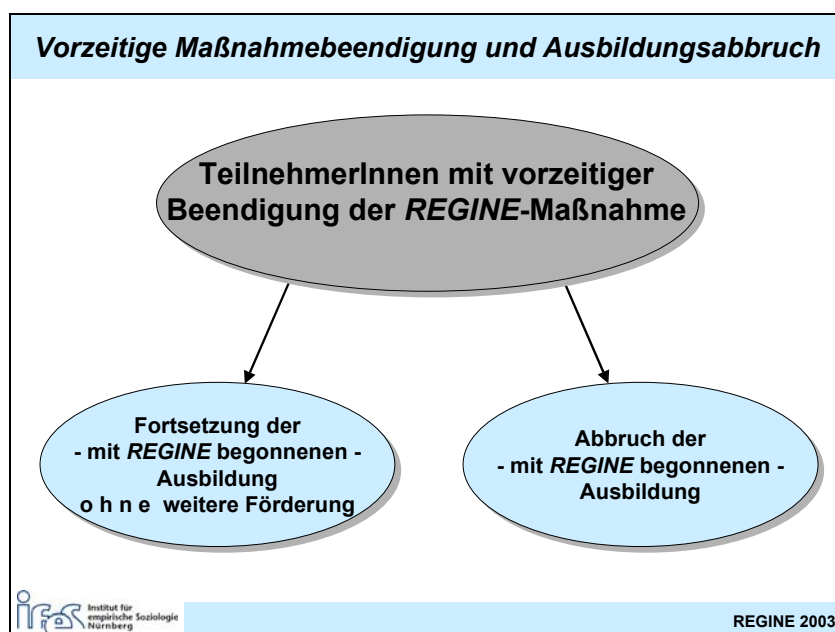 Vorzeitige Maßnahmebeendigung und Ausbildungsabbruch
TeilnehmerInnen mit vorzeitiger
Beendigung der REGINE-Maßnahme
Fortsetzung der
- mit REGINE begonnenen -
Ausbildung
o h n e weitere Förderung
Abbruch der
- mit REGINE begonnenen -
Ausbildung
ifes
Institut für
empirische Soziologie
Nürnberg
REGINE 2003